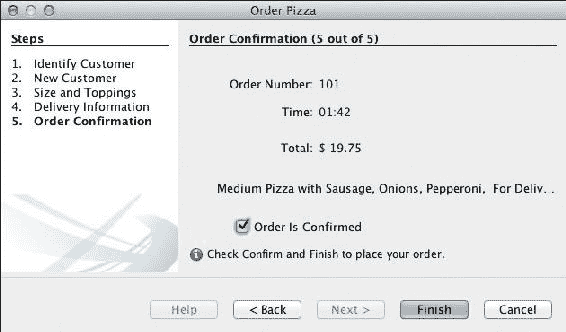 Order Pizza
Steps
1. Identify Customer
2. New Customer
3. Size and Toppings
4. Delivery Information
5. Order Confirmation
Order Confirmation (5 out of 5)
Order Number: 101
Time: 01:42
Total: $ 19.75
Medium Pizza with Sausage, Onions, Pepperoni, For Deliv...
Order Is Confirmed
Check Confirm and Finish to place your order.
Help
< Back
Next >
Finish
Cancel